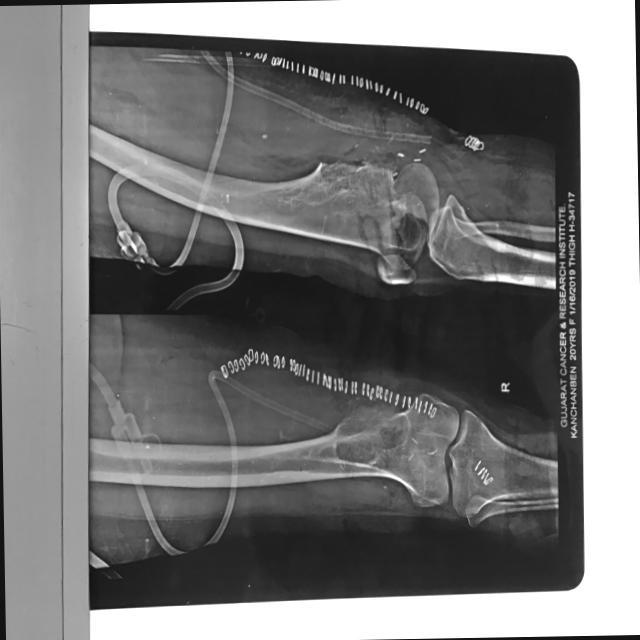 R
GUJARAT CANCER & RESEARCH INSTITUTE.
KANCHANBEN 20YRS F 1/16/2019 THIGH H-34717